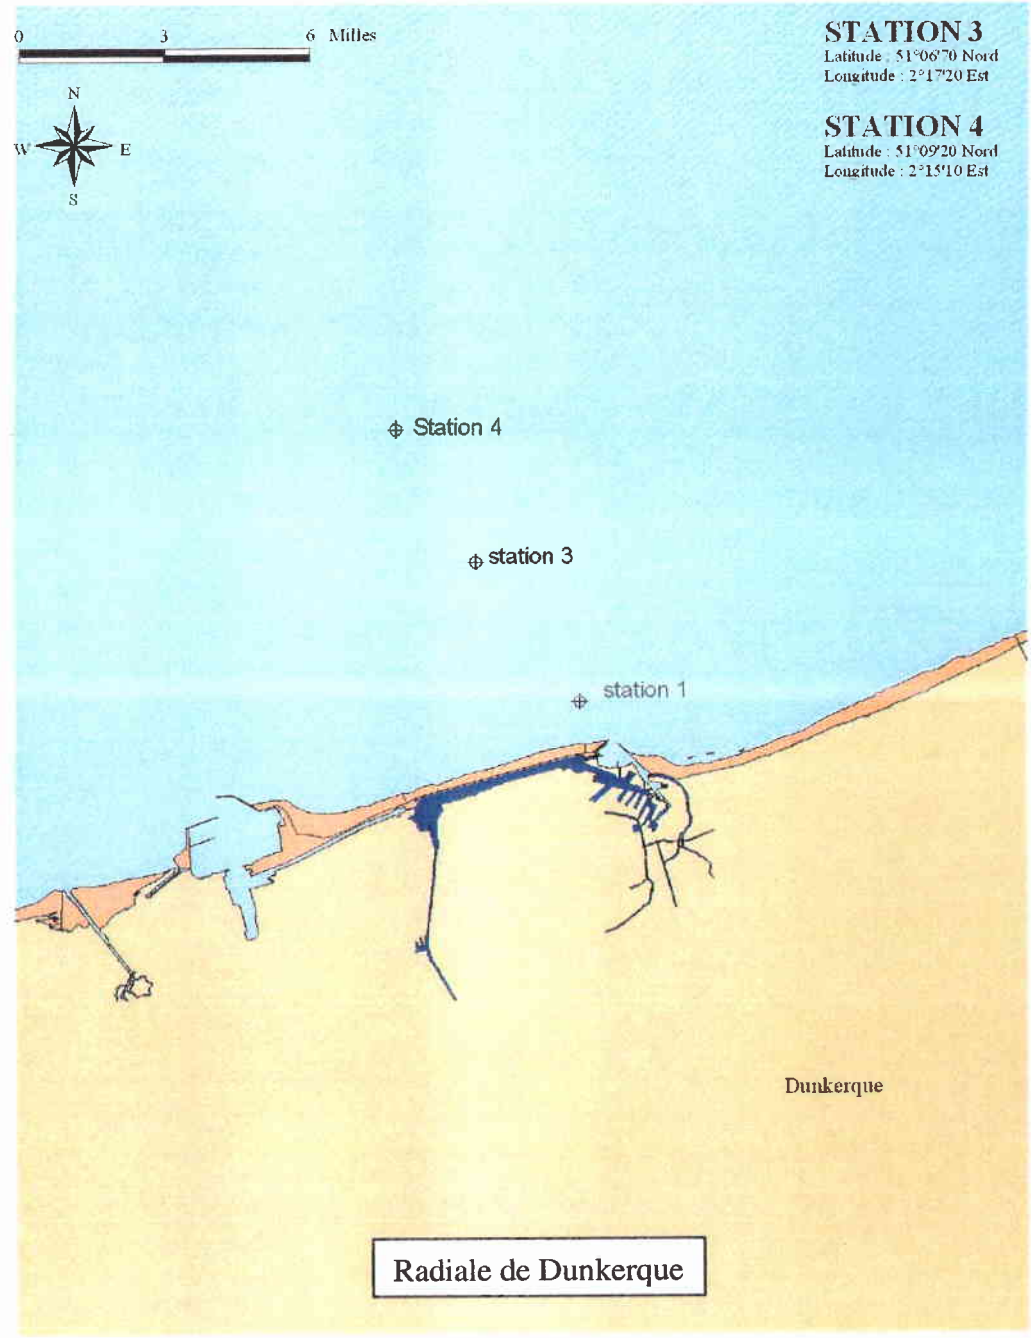 0 3 6 Milles
STATION 3
Latitude : 51°06'70 Nord
Longitude : 2°17'20 Est
N
W E
S
STATION 4
Latitude : 51°09'20 Nord
Longitude : 2°15'10 Est
Station 4
station 3
station 1
Dunkerque
Radiale de Dunkerque